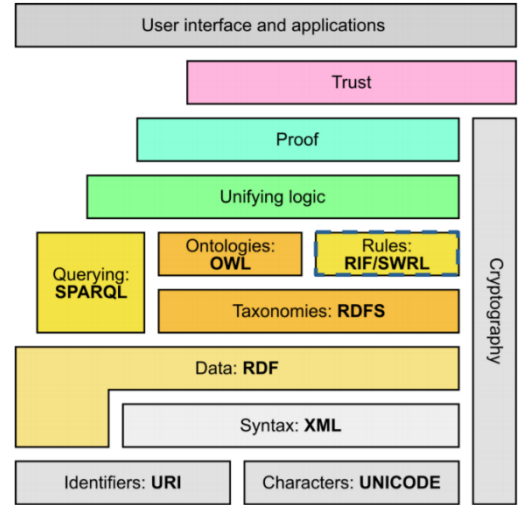 User interface and applications
Trust
Proof
Unifying logic
Ontologies:
OWL
Rules:
RIF/SWRL
Querying:
SPARQL
Taxonomies: RDFS
Cryptography
Data: RDF
Syntax: XML
Identifiers: URI
Characters: UNICODE